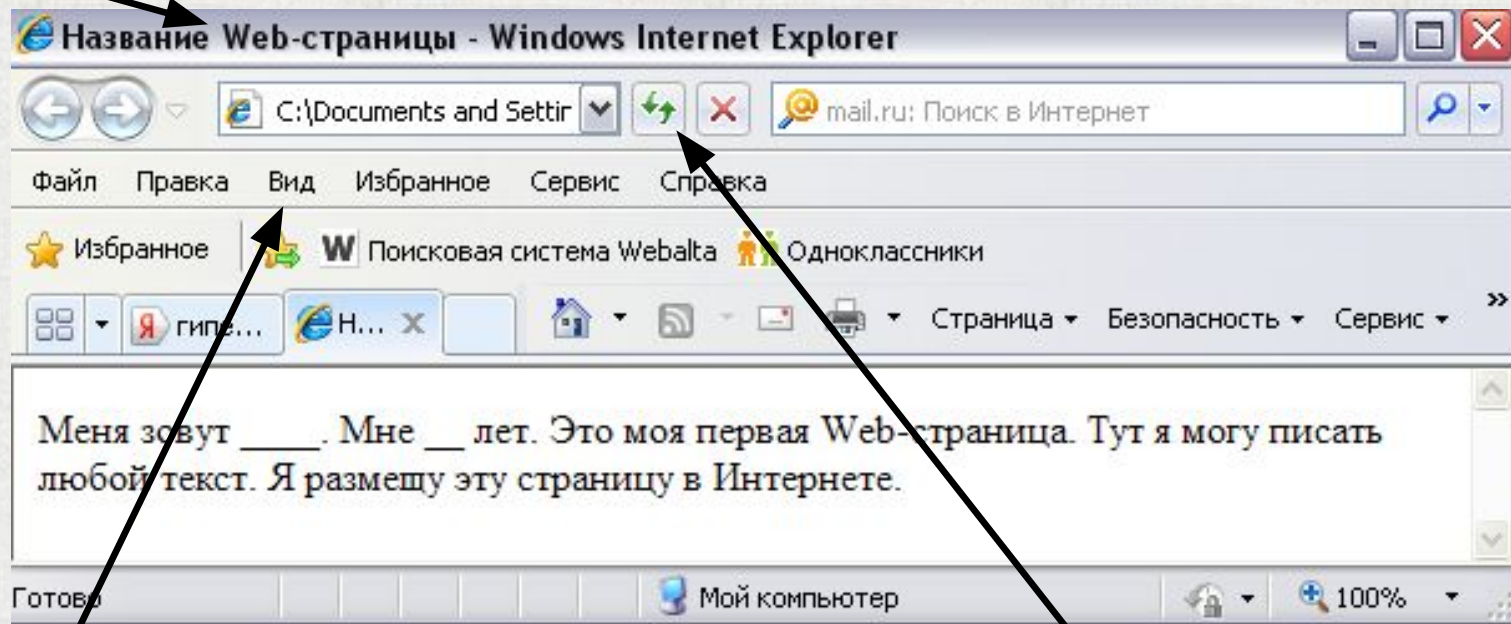 Название Web-страницы - Windows Internet Explorer
C:\Documents and Settir mail.ru: Поиск в Интернет
Файл Правка Вид Избранное Сервис Справка
Избранное W Поисковая система Webalta Одноклассники
Я гипе... Н... Страница Безопасность Сервис »
Меня зовут ____. Мне __ лет. Это моя первая Web-страница. Тут я могу писать
любой текст. Я размещу эту страницу в Интернете.
Готово Мой компьютер 100%